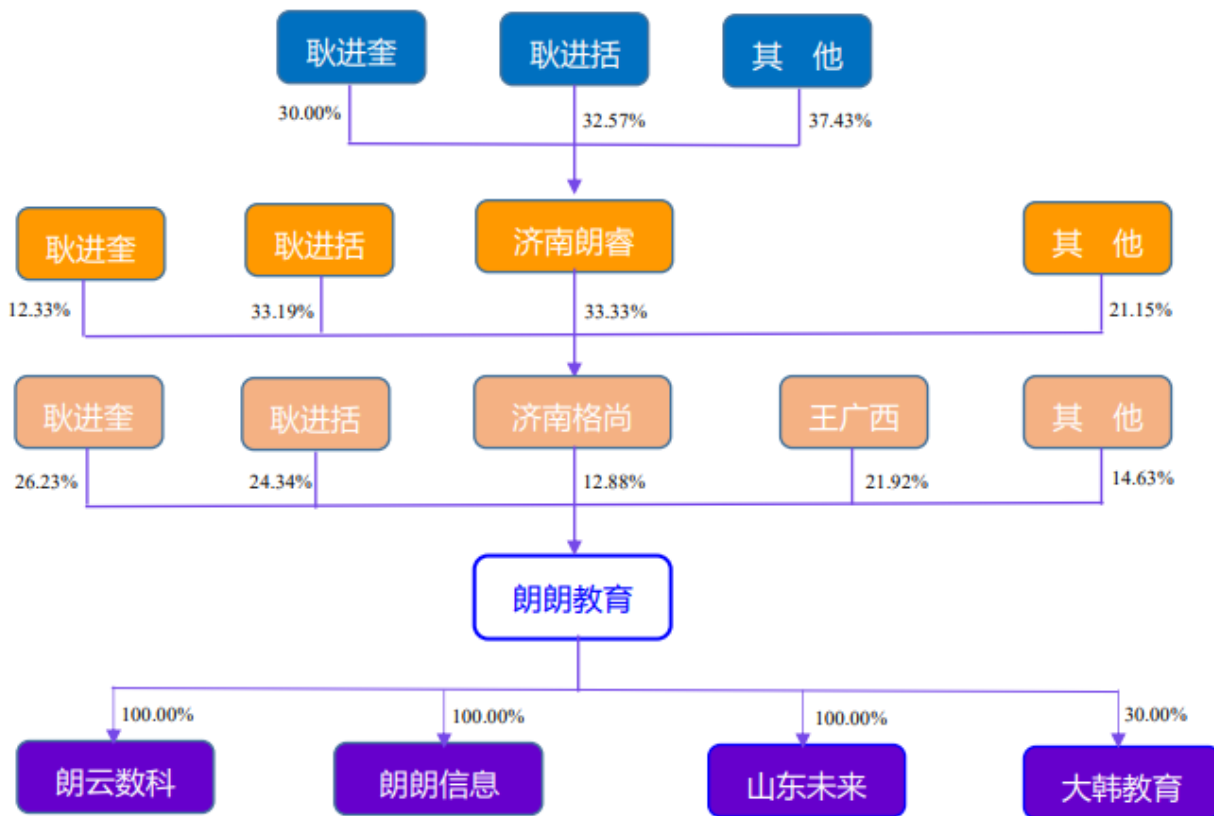 耿进奎
耿进括
其 他
30.00%
32.57%
37.43%
耿进奎
耿进括
济南朗睿
其 他
12.33%
33.19%
33.33%
21.15%
耿进奎
耿进括
济南格尚
王广西
其 他
26.23%
24.34%
12.88%
21.92%
14.63%
朗朗教育
100.00%
100.00%
100.00%
30.00%
朗云数科
朗朗信息
山东未来
大韩教育